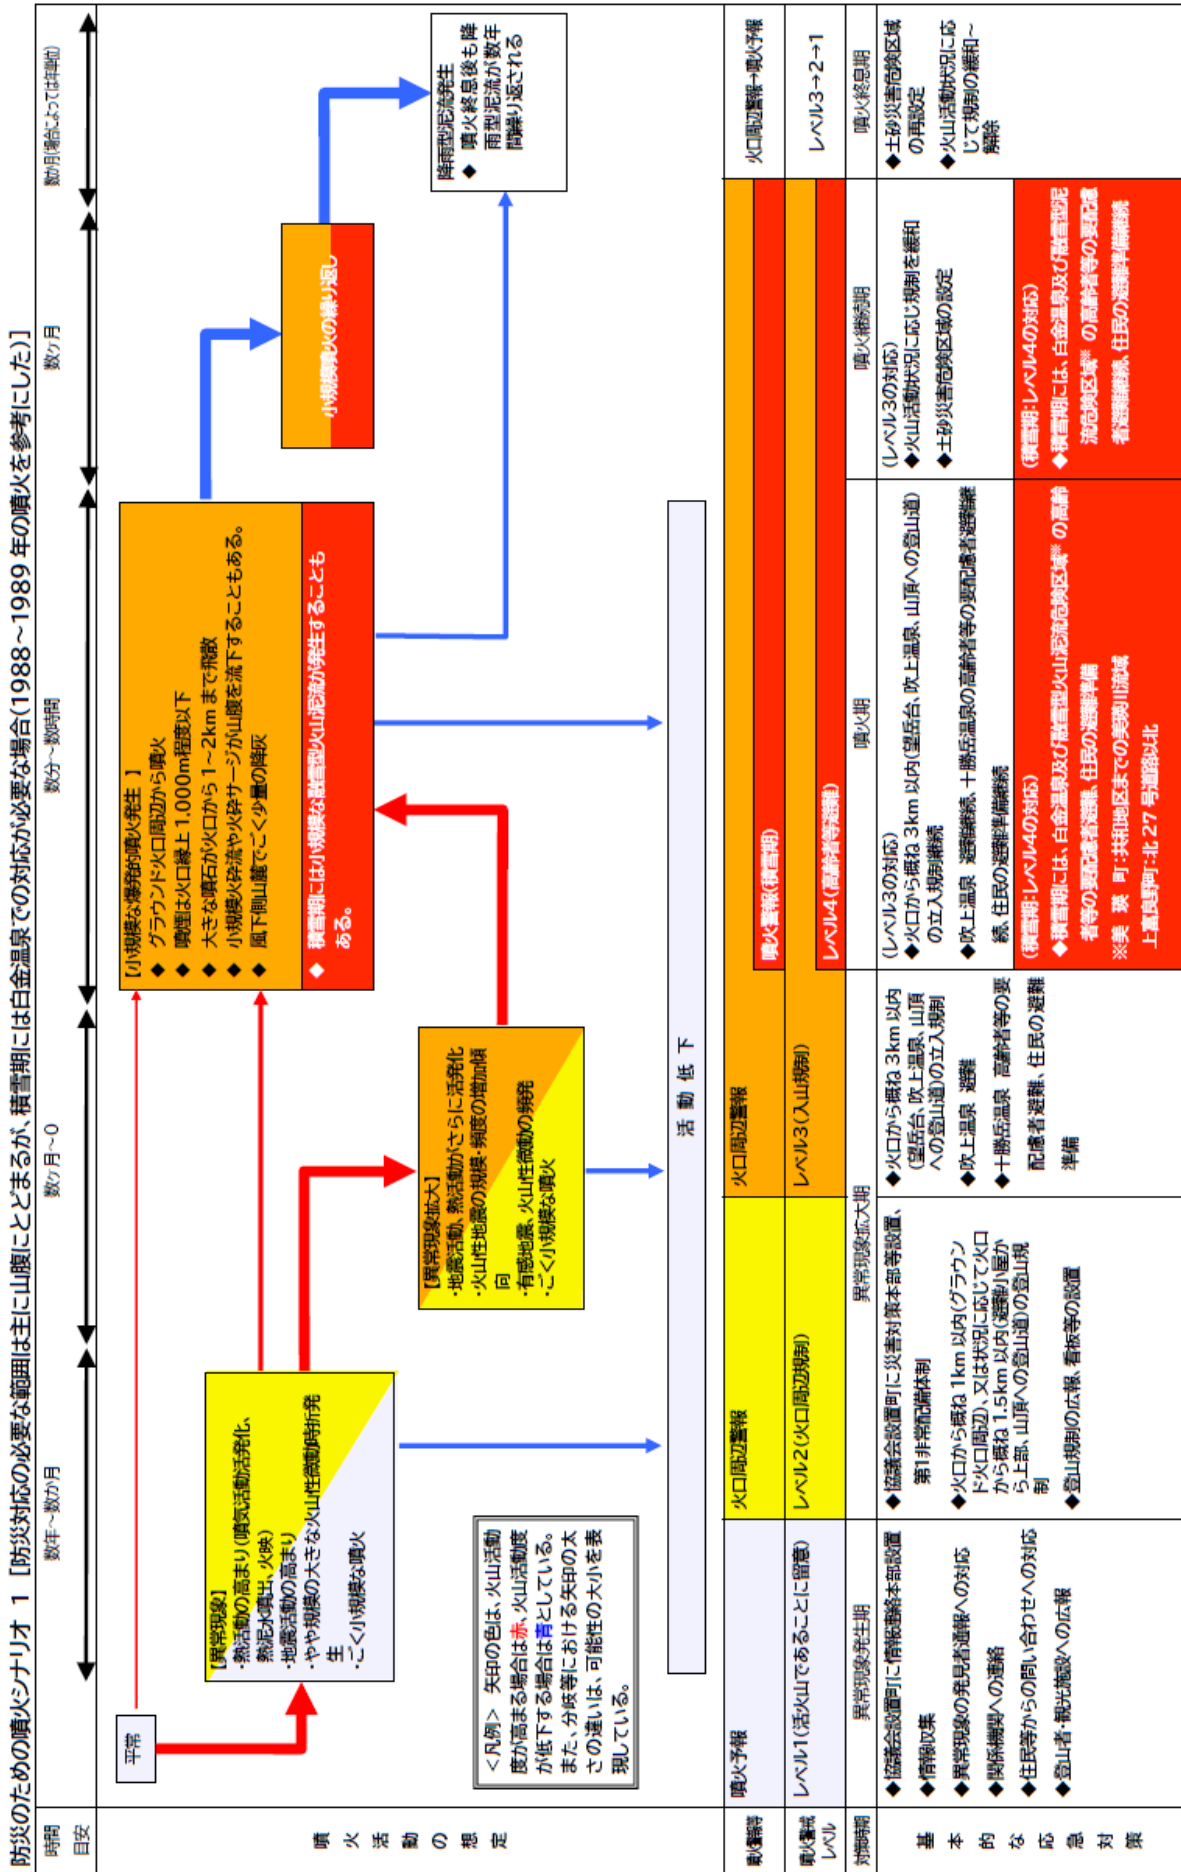 防災のための噴火シナリオ 1 [防災対応の必要な範囲は主に山腹にとどまるが、積雪期には白金温泉での対応が必要な場合(1988～1989 年の噴火を参考にした)]
時間
目安
数年～数か月
数ヶ月～0
数分～数時間
数ヶ月
数か月(場合によっては年単位)
噴火活動の想定
平常
【異常現象】
・熱活動の高まり(噴気活動活発化、
熱泥水噴出、火映)
・地震活動の高まり
・やや規模の大きな火山性微動時折発
生
・ごく小規模な噴火
【異常現象拡大】
・地震活動、熱活動がさらに活発化
・火山性地震の規模・頻度の増加傾
向
・有感地震、火山性微動の頻発
・ごく小規模な噴火
【小規模な爆発的噴火発生 】
◆ グラウンド火口周辺から噴火
◆ 噴煙は火口縁上 1,000m程度以下
◆ 大きな噴石が火口から 1～2km まで飛散
◆ 小規模火砕流や火砕サージが山腹を流下することもある。
◆ 風下側山麓でごく少量の降灰
◆ 積雪期には小規模な融雪型火山泥流が発生することも
ある。
小規模噴火の繰り返し
降雨型泥流発生
◆ 噴火終息後も降
雨型泥流が数年
間繰り返される
<凡例> 矢印の色は、火山活動
度が高まる場合は赤、火山活動度
が低下する場合は青としている。
また、分岐等における矢印の太
さの違いは、可能性の大小を表
現している。
活 動 低 下
噴火警報等
噴火予報
火口周辺警報
火口周辺警報
噴火警報(積雪期)
火口周辺警報→噴火予報
噴火警戒
レベル
レベル1(活火山であることに留意)
レベル2(火口周辺規制)
レベル3(入山規制)
レベル4(高齢者等避難)
レベル3→2→1
対策時期
異常現象発生期
異常現象拡大期
噴火期
噴火継続期
噴火終息期
基本的な応急対策
◆協議会設置町に情報連絡本部設置
◆情報収集
◆異常現象の発見者通報への対応
◆関係機関への連絡
◆住民等からの問い合わせへの対応
◆登山者・観光施設への広報
◆協議会設置町に災害対策本部等設置、
第1非常配備体制
◆火口から概ね 1km 以内(グラウン
ド火口周辺)、又は状況に応じて火口
から概ね 1.5km 以内(避難小屋か
ら上部、山頂への登山道)の登山規
制
◆登山規制の広報、看板等の設置
◆火口から概ね 3km 以内
(望岳台、吹上温泉、山頂
への登山道)の立入規制
◆吹上温泉 避難
◆十勝岳温泉 高齢者等の要
配慮者避難、住民の避難
準備
(レベル3の対応)
◆火口から概ね 3km 以内(望岳台、吹上温泉、山頂への登山道)
の立入規制継続
◆吹上温泉 避難継続、十勝岳温泉の高齢者等の要配慮者避難継
続、住民の避難準備継続
(積雪期:レベル4の対応)
◆積雪期には、白金温泉及び融雪型火山泥流危険区域※ の高齢
者等の要配慮者避難、住民の避難準備
※美 瑛 町:共和地区までの美瑛川流域
上富良野町:北 27 号道路以北
(レベル3の対応)
◆火山活動状況に応じ規制を緩和
◆土砂災害危険区域の設定
(積雪期:レベル4の対応)
◆積雪期には、白金温泉及び融雪型泥
流危険区域※ の高齢者等の要配慮
者避難継続、住民の避難準備継続
◆土砂災害危険区域
の再設定
◆火山活動状況に応
じて規制の緩和～
解除